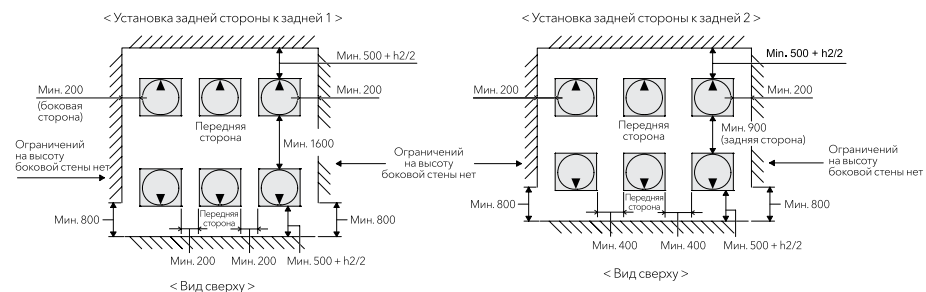 < Установка задней стороны к задней 1 >
Мин. 500 + h2/2
Мин. 200
(боковая
сторона)
Мин. 200
Передняя
сторона
Мин. 1600
Ограничений
на высоту
боковой стены нет
Мин. 800
Передняя
сторона
Мин. 800
Мин. 200
Мин. 200
Мин. 500 + h2/2
< Вид сверху >
Ограничений
на высоту
боковой стены нет
< Установка задней стороны к задней 2 >
Min. 500 + h2/2
Мин. 200
Мин. 200
Передняя
сторона
Мин. 900
(задняя сторона)
Ограничений
на высоту
боковой стены нет
Мин. 800
Передняя
сторона
Мин. 800
Мин. 400
Мин. 400
Мин. 500 + h2/2
< Вид сверху >